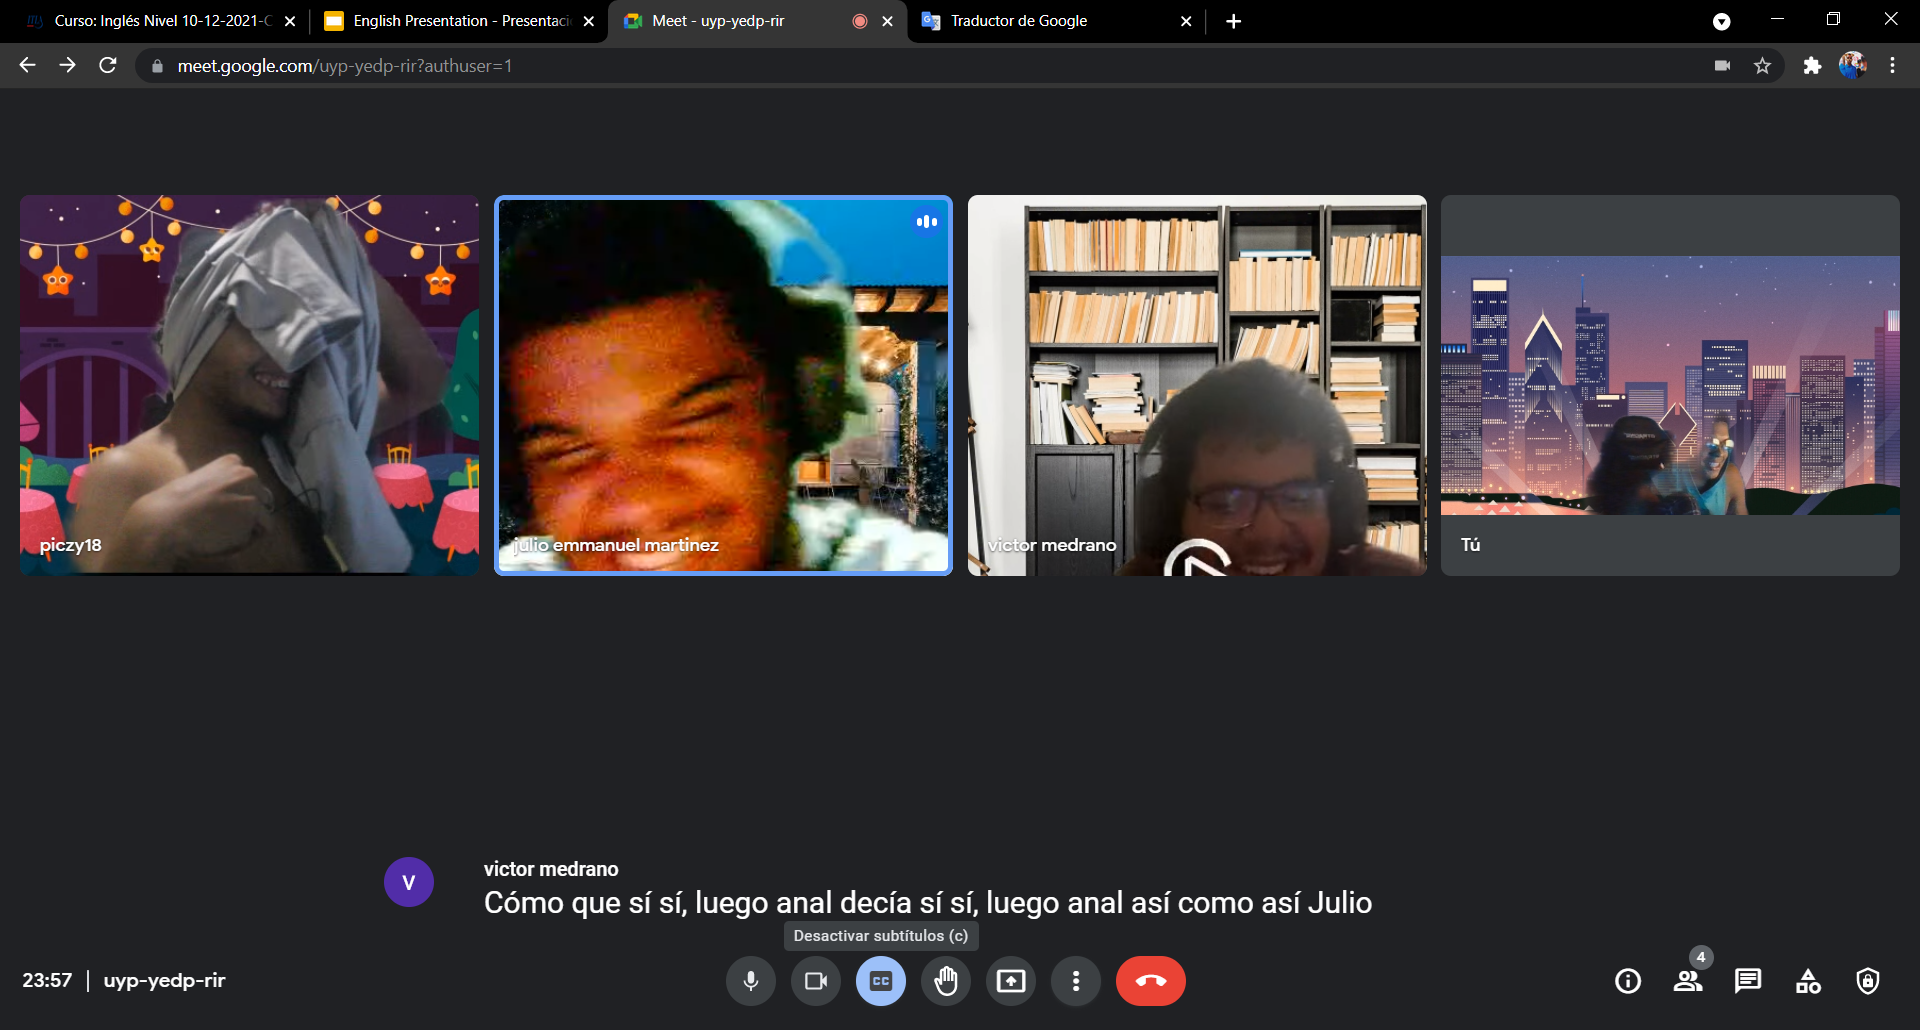 Curso: Inglés Nivel 10-12-2021-C
English Presentation - Presentaci
Meet - uyp-yedp-rir
Traductor de Google
meet.google.com/uyp-yedp-rir?authuser=1
piczy18
julio emmanuel martinez
victor medrano
Tú
V
victor medrano
Cómo que sí sí, luego anal decía sí sí, luego anal así como así Julio
Desactivar subtítulos (c)
23:57 | uyp-yedp-rir
CC
4